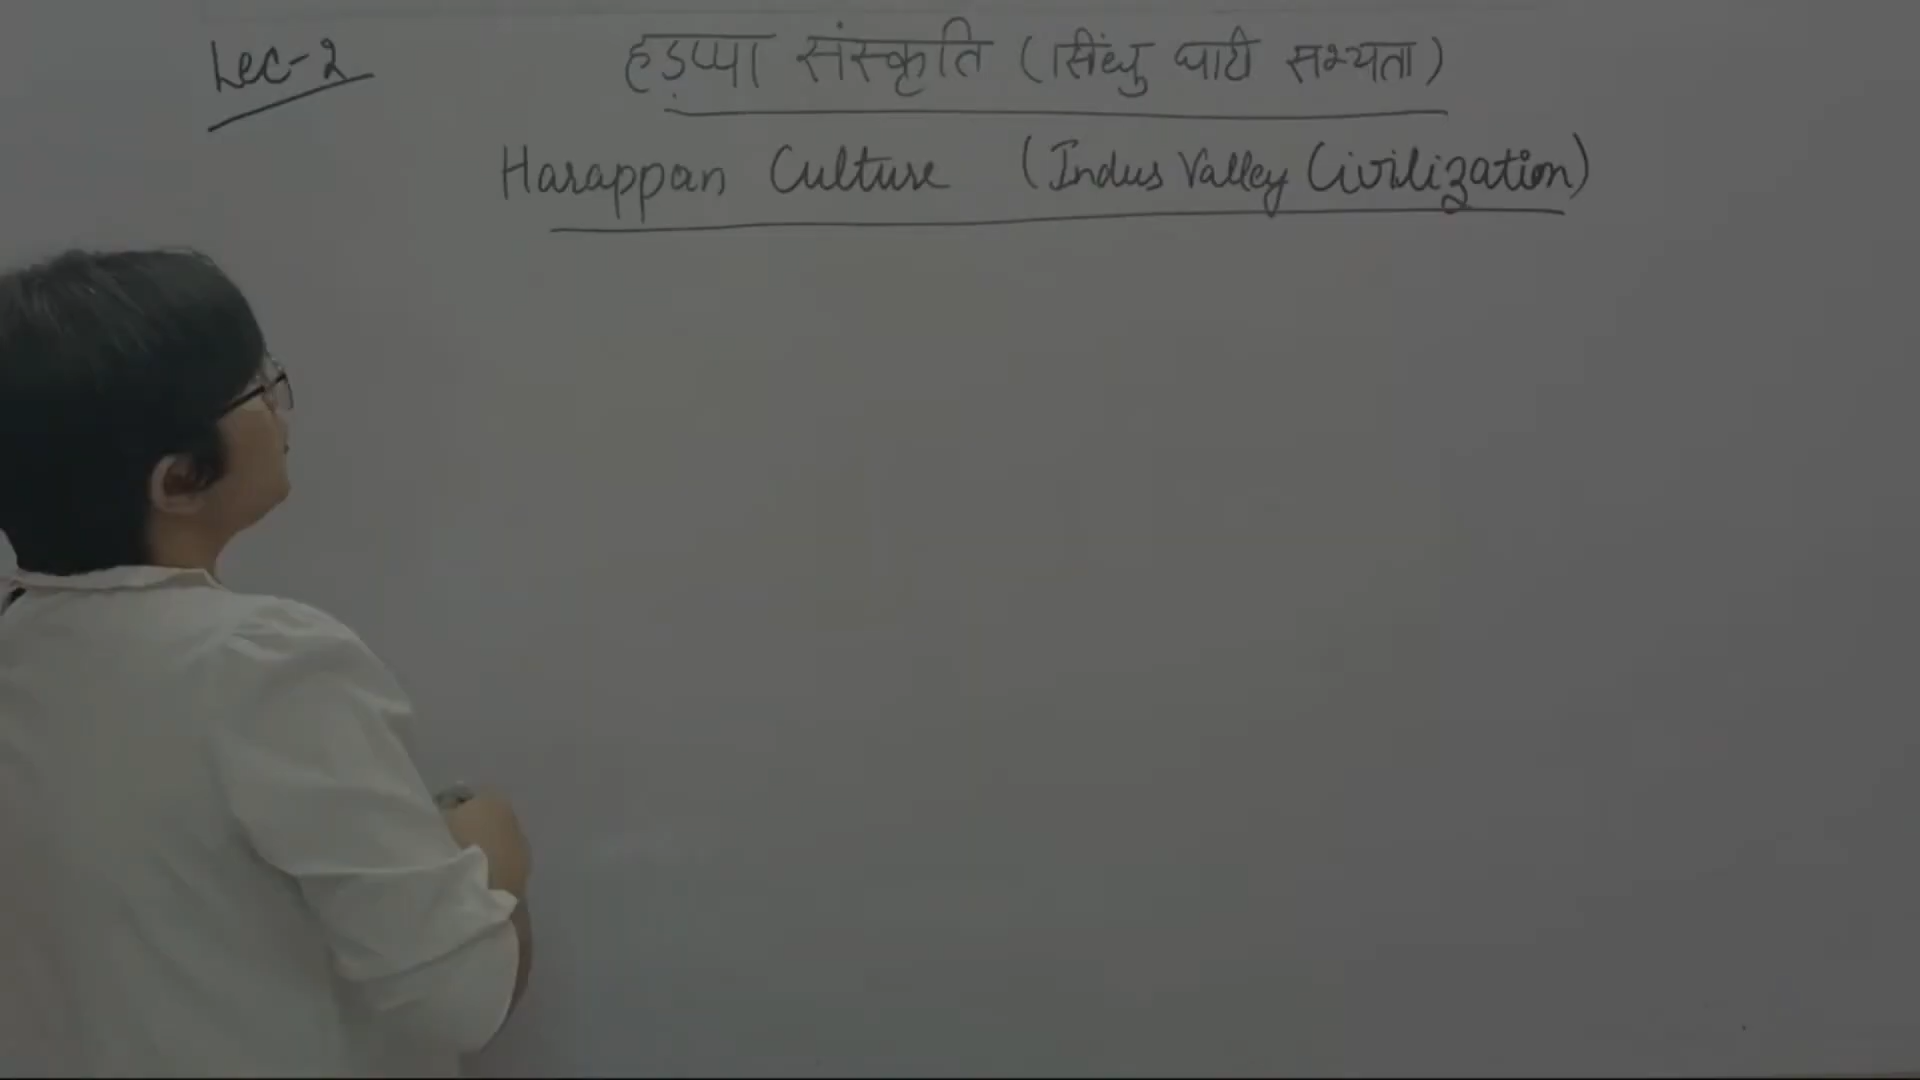 Lec-2 हड़प्पा संस्कृति (सिंधु घाटी सभ्यता)
Harappan Culture (Indus Valley Civilization)